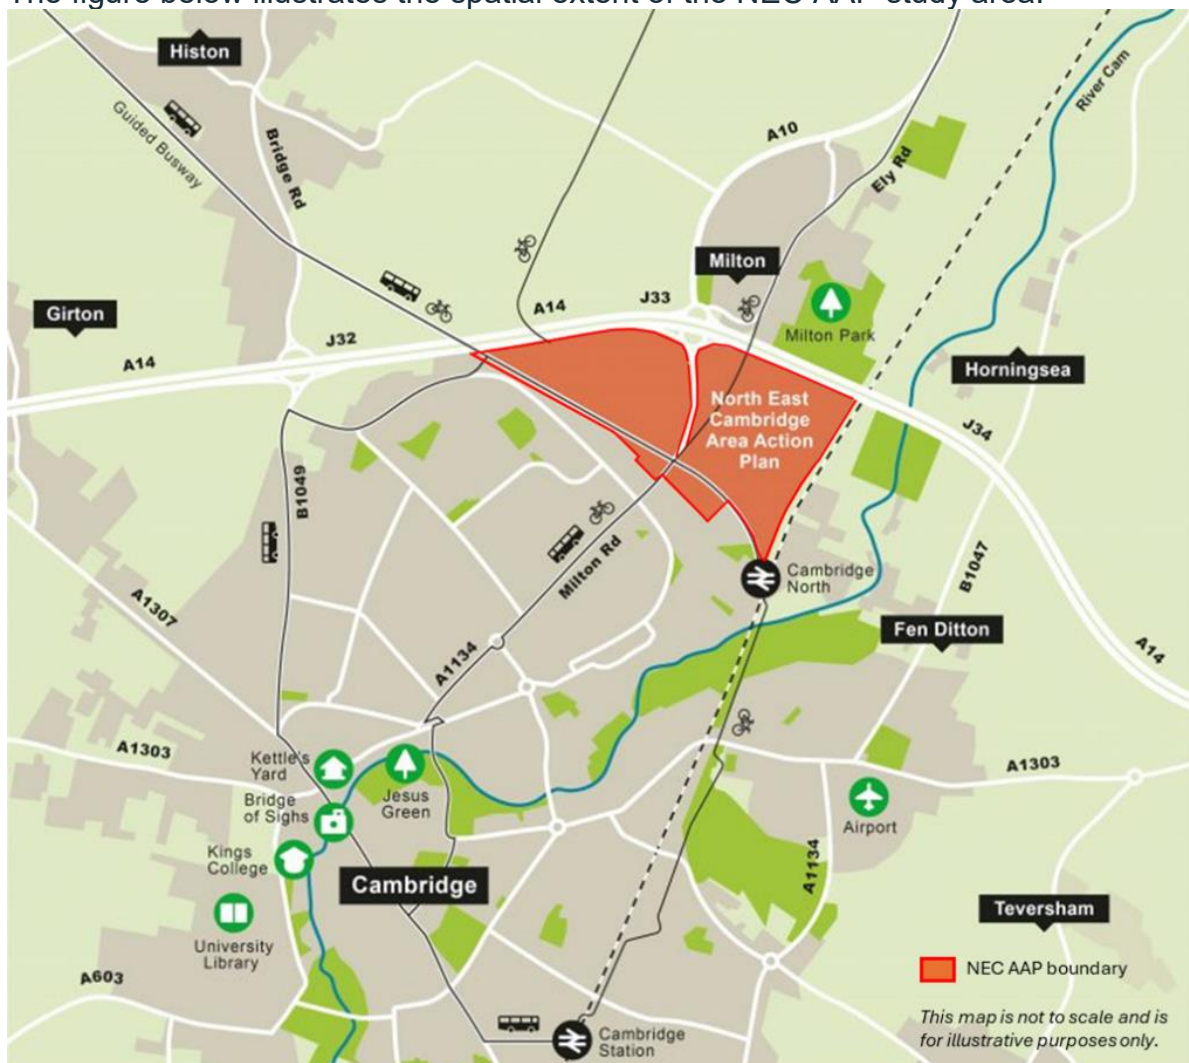 The figure below illustrates the spatial extent of the NEC AAP study area.
Histon
River Cam
Guided Busway
Bridge Rd
A10
Ely Rd
Milton
Girton
A14
J33
J32
A14
Milton Park
Horningsea
North East
Cambridge
Area Action
Plan
J34
B1049
Milton Rd
Cambridge
North
B1047
A1307
Fen Ditton
A14
A1134
A1303
Kettle's
Yard
Bridge
of Sighs
Jesus
Green
A1303
Airport
Kings
College
A1134
Cambridge
University
Library
Teversham
A603
NEC AAP boundary
This map is not to scale and is
for illustrative purposes only.
Cambridge
Station